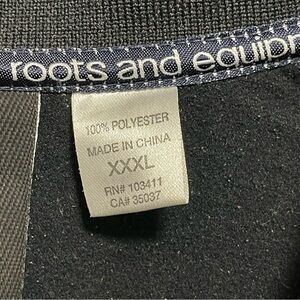 roots and equipm
100% POLYESTER
MADE IN CHINA
XXXL
RN# 103411
CA# 35037